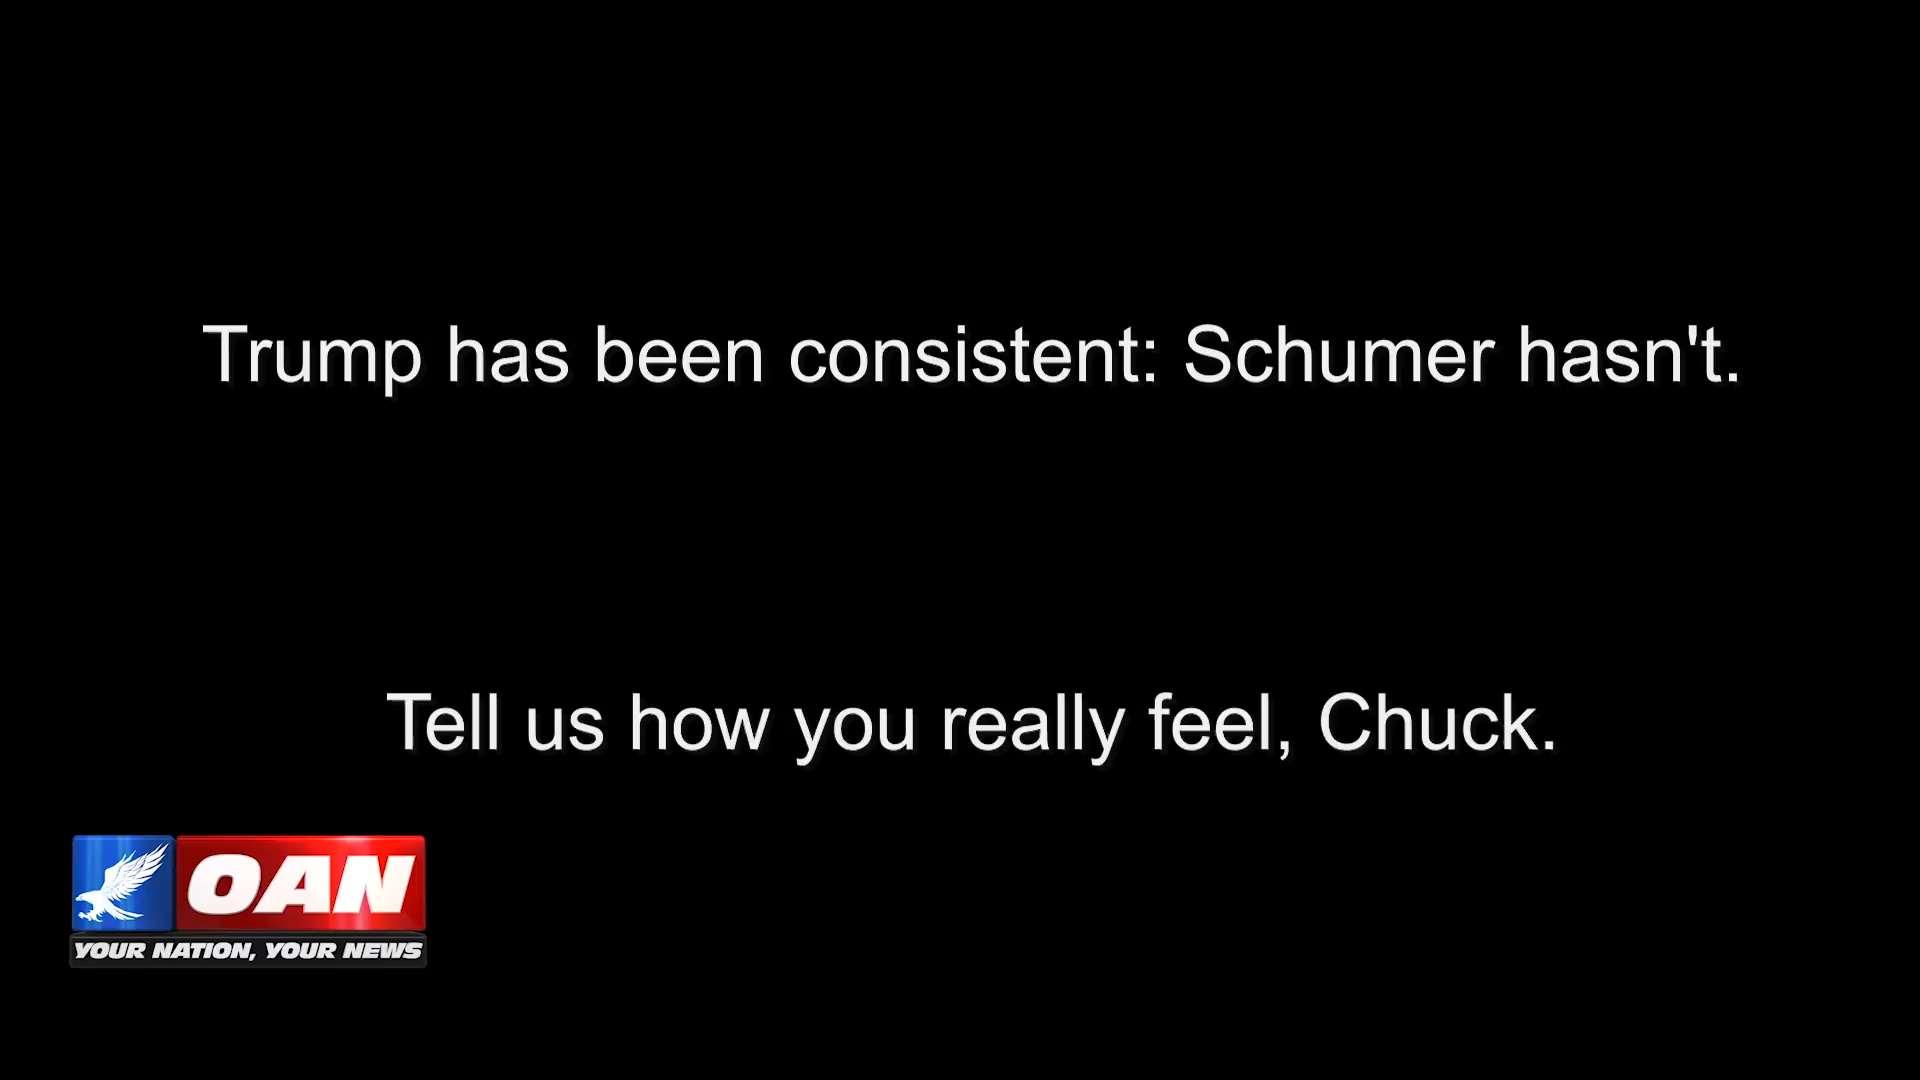 Trump has been consistent: Schumer hasn't.
Tell us how you really feel, Chuck.
OAN
YOUR NATION, YOUR NEWS